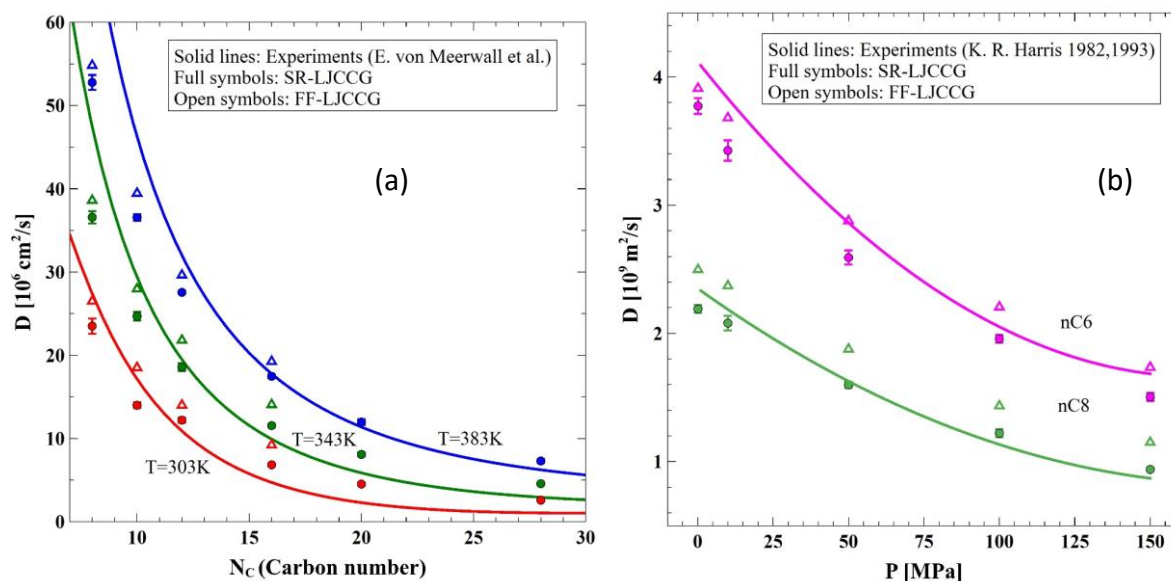 60
50
40
30
20
10
0
D [10⁶ cm²/s]
Solid lines: Experiments (E. von Meerwall et al.)
Full symbols: SR-LJCCG
Open symbols: FF-LJCCG
(a)
T=303K
T=343K
T=383K
10
15
20
25
30
N_C (Carbon number)
5
4
3
2
1
D [10⁹ m²/s]
Solid lines: Experiments (K. R. Harris 1982,1993)
Full symbols: SR-LJCCG
Open symbols: FF-LJCCG
(b)
nC6
nC8
0
25
50
75
100
125
150
P [MPa]